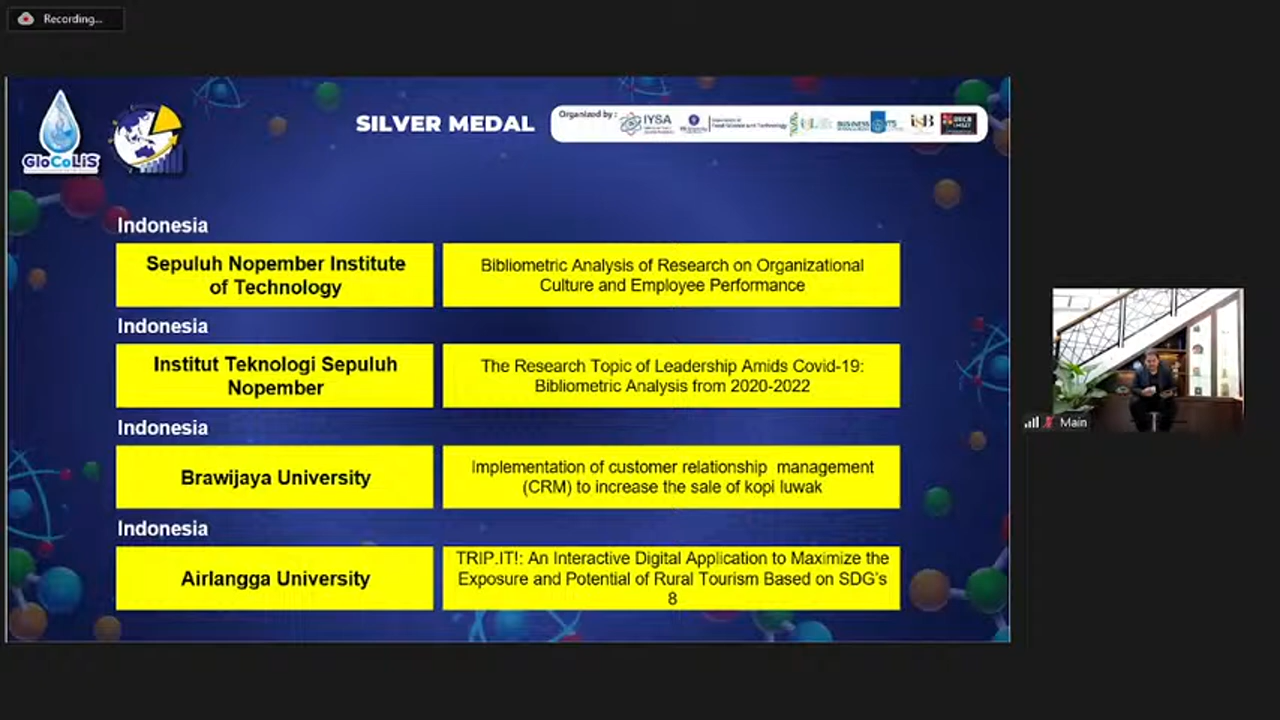 Recording...
GloCoLiS
SILVER MEDAL
Organized by :
IYSA
Indonesia
Sepuluh Nopember Institute
of Technology
Bibliometric Analysis of Research on Organizational
Culture and Employee Performance
Indonesia
Institut Teknologi Sepuluh
Nopember
The Research Topic of Leadership Amids Covid-19:
Bibliometric Analysis from 2020-2022
Indonesia
Brawijaya University
Implementation of customer relationship management
(CRM) to increase the sale of kopi luwak
Indonesia
Airlangga University
TRIP.IT!: An Interactive Digital Application to Maximize the
Exposure and Potential of Rural Tourism Based on SDG's
8
Main